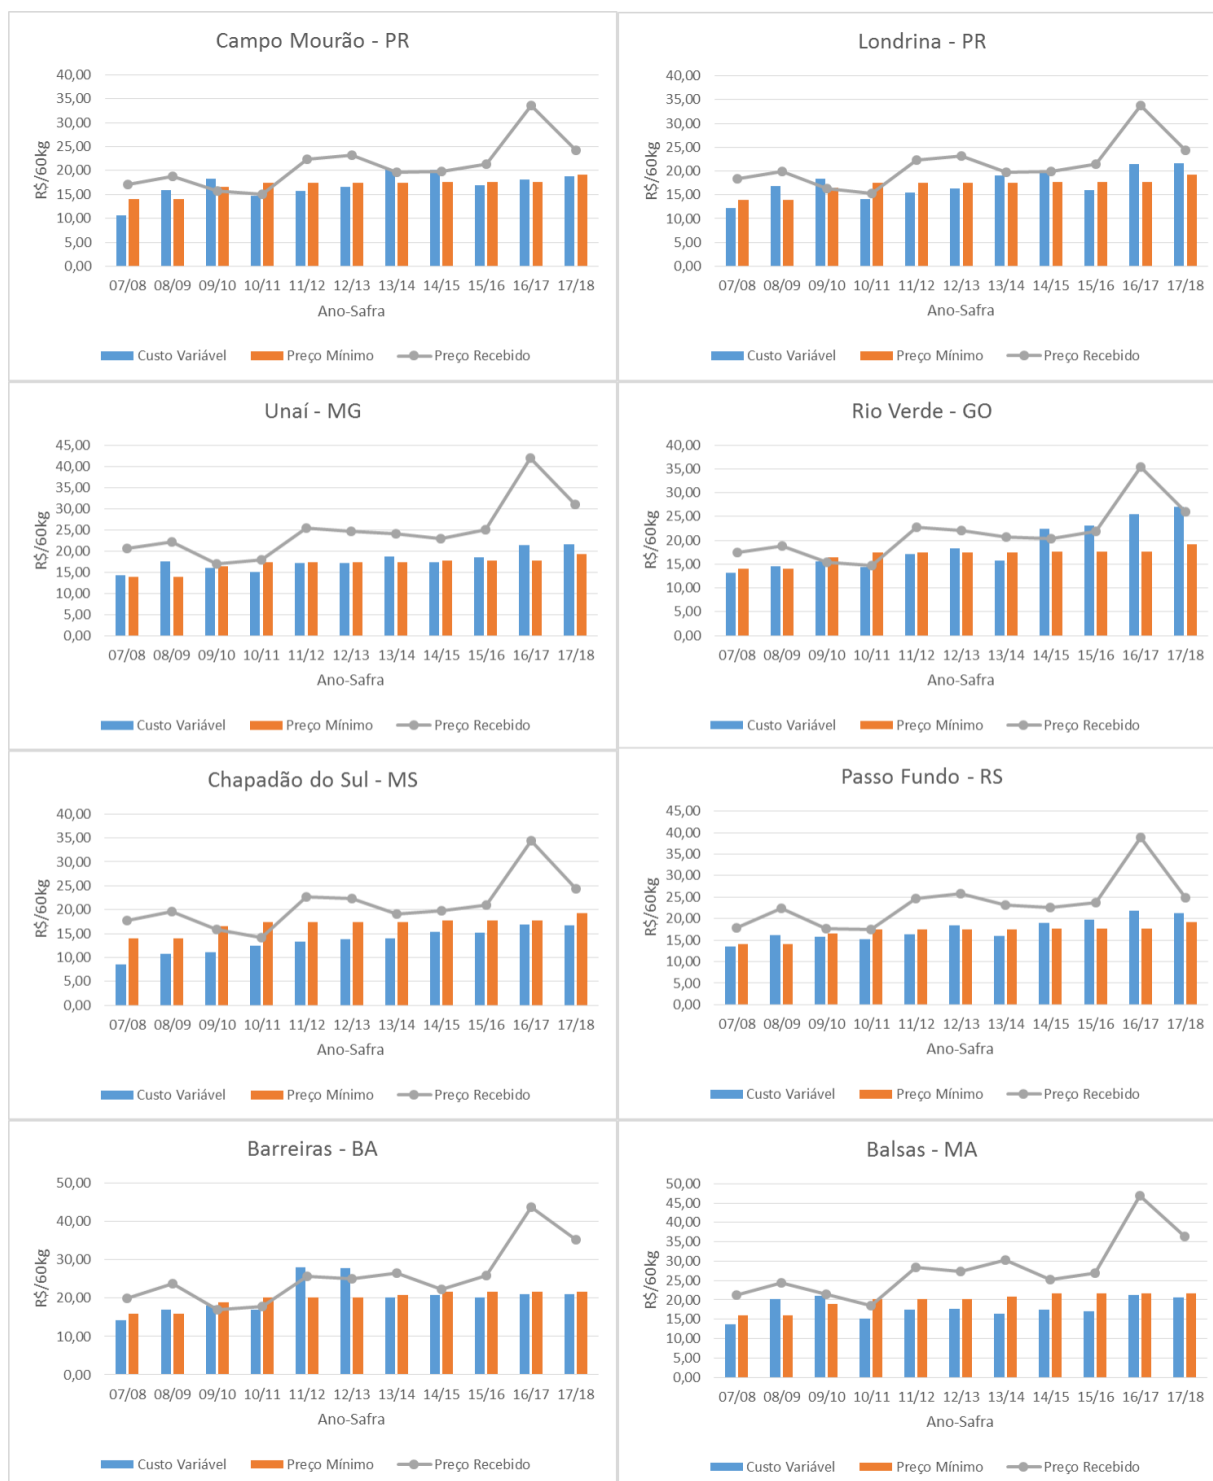 Campo Mourão - PR
R$/60kg
40,00
35,00
30,00
25,00
20,00
15,00
10,00
5,00
0,00
07/08 08/09 09/10 10/11 11/12 12/13 13/14 14/15 15/16 16/17 17/18
Ano-Safra
Custo Variável Preço Mínimo Preço Recebido
Londrina - PR
R$/60kg
40,00
35,00
30,00
25,00
20,00
15,00
10,00
5,00
0,00
07/08 08/09 09/10 10/11 11/12 12/13 13/14 14/15 15/16 16/17 17/18
Ano-Safra
Custo Variável Preço Mínimo Preço Recebido
Unaí - MG
R$/60kg
45,00
40,00
35,00
30,00
25,00
20,00
15,00
10,00
5,00
0,00
07/08 08/09 09/10 10/11 11/12 12/13 13/14 14/15 15/16 16/17 17/18
Ano-Safra
Custo Variável Preço Mínimo Preço Recebido
Rio Verde - GO
R$/60kg
40,00
35,00
30,00
25,00
20,00
15,00
10,00
5,00
0,00
07/08 08/09 09/10 10/11 11/12 12/13 13/14 14/15 15/16 16/17 17/18
Ano-Safra
Custo Variável Preço Mínimo Preço Recebido
Chapadão do Sul - MS
R$/60kg
40,00
35,00
30,00
25,00
20,00
15,00
10,00
5,00
0,00
07/08 08/09 09/10 10/11 11/12 12/13 13/14 14/15 15/16 16/17 17/18
Ano-Safra
Custo Variável Preço Mínimo Preço Recebido
Passo Fundo - RS
R$/60kg
45,00
40,00
35,00
30,00
25,00
20,00
15,00
10,00
5,00
0,00
07/08 08/09 09/10 10/11 11/12 12/13 13/14 14/15 15/16 16/17 17/18
Ano-Safra
Custo Variável Preço Mínimo Preço Recebido
Barreiras - BA
R$/60kg
50,00
40,00
30,00
20,00
10,00
0,00
07/08 08/09 09/10 10/11 11/12 12/13 13/14 14/15 15/16 16/17 17/18
Ano-Safra
Custo Variável Preço Mínimo Preço Recebido
Balsas - MA
R$/60kg
50,00
45,00
40,00
35,00
30,00
25,00
20,00
15,00
10,00
5,00
0,00
07/08 08/09 09/10 10/11 11/12 12/13 13/14 14/15 15/16 16/17 17/18
Ano-Safra
Custo Variável Preço Mínimo Preço Recebido